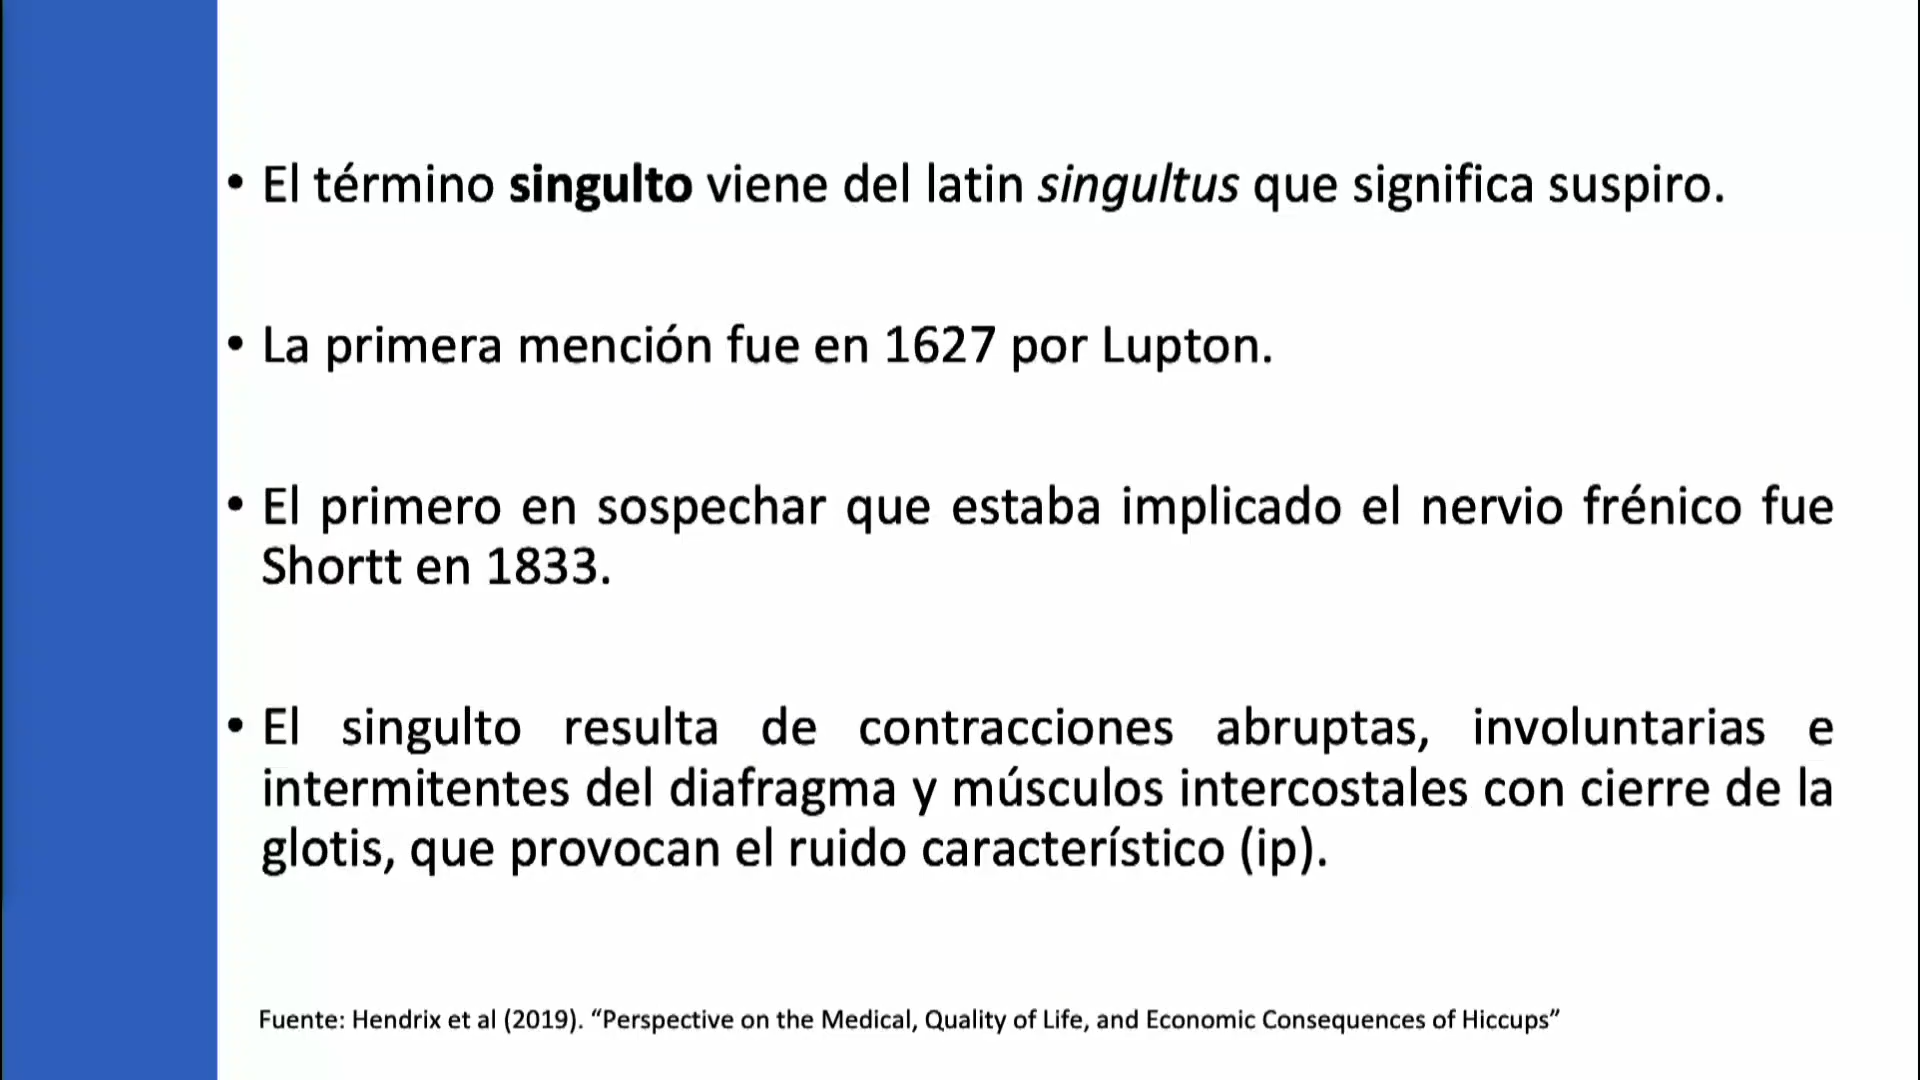 • El término singulto viene del latin singultus que significa suspiro.
• La primera mención fue en 1627 por Lupton.
• El primero en sospechar que estaba implicado el nervio frénico fue
Shortt en 1833.
• El singulto resulta de contracciones abruptas, involuntarias e
intermitentes del diafragma y músculos intercostales con cierre de la
glotis, que provocan el ruido característico (ip).
Fuente: Hendrix et al (2019). “Perspective on the Medical, Quality of Life, and Economic Consequences of Hiccups”